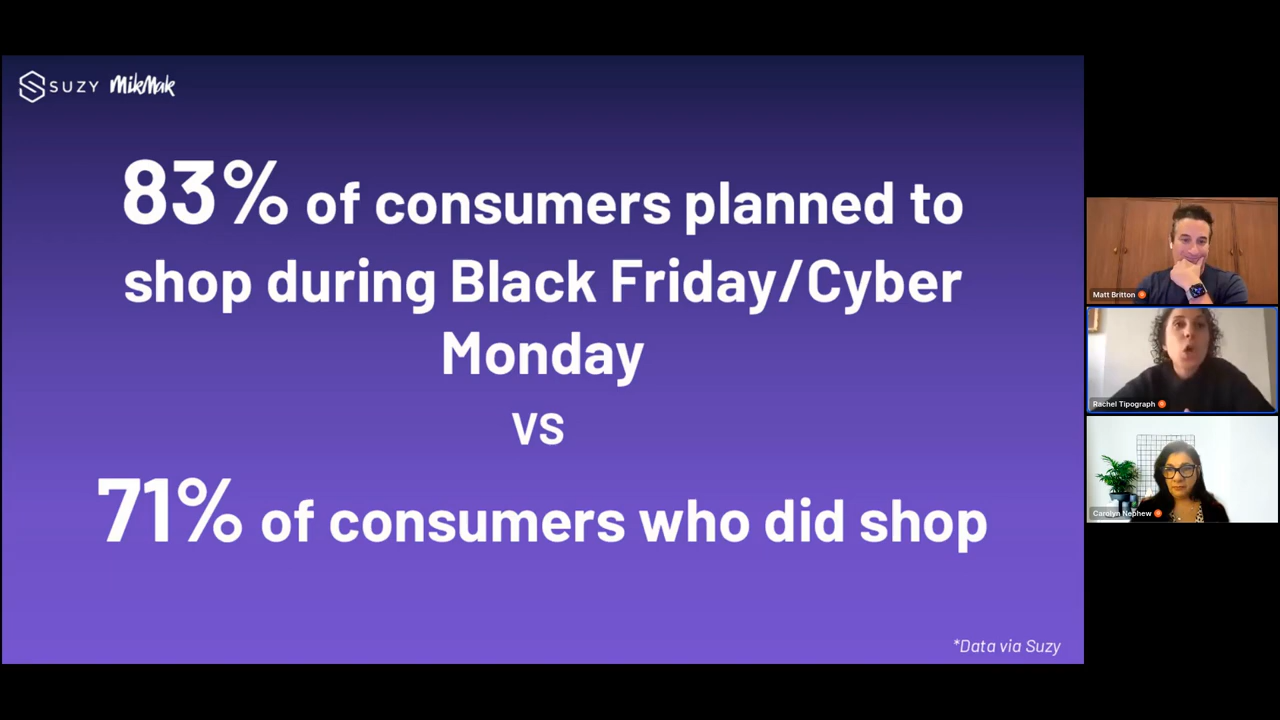 SUZY MikMak
83% of consumers planned to
shop during Black Friday/Cyber
Monday
vs
71% of consumers who did shop
*Data via Suzy
Matt Britton
Rachel Tipograph
Carolyn Nephew